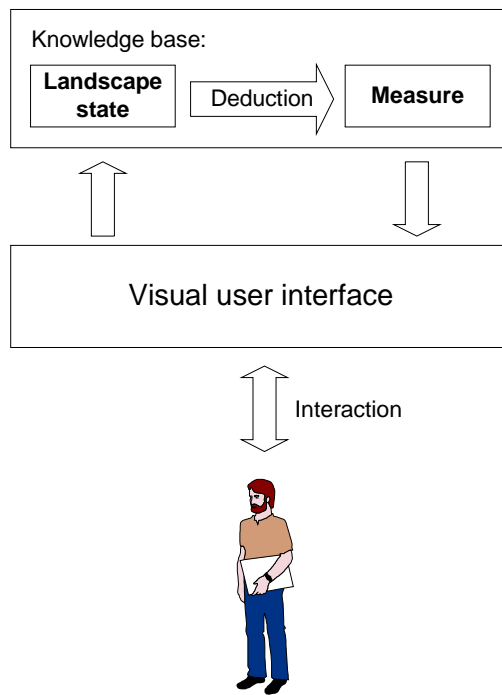 Knowledge base:
Landscape
state
Deduction
Measure
Visual user interface
Interaction